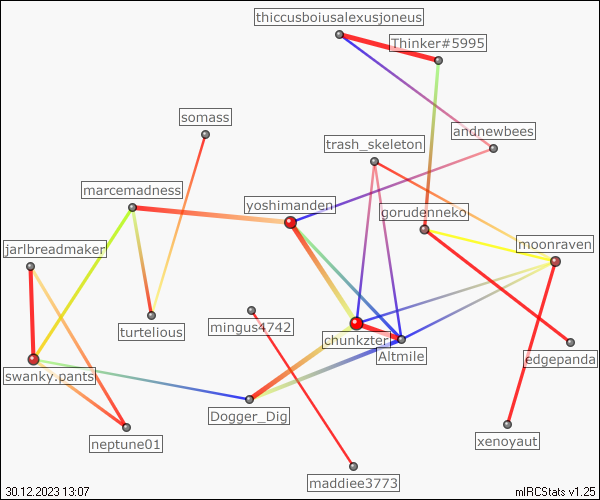 thiccusboiusalexusjoneus
Thinker#5995
somass
andnewbees
trash_skeleton
marcemadness
yoshimanden
gorudenneko
moonraven
jarlbreadmaker
turtelious
mingus4742
chunkzter
Altmile
edgepanda
swanky.pants
Dogger_Dig
neptune01
xenoyaut
maddiee3773
30.12.2023 13:07
mIRCStats v1.25